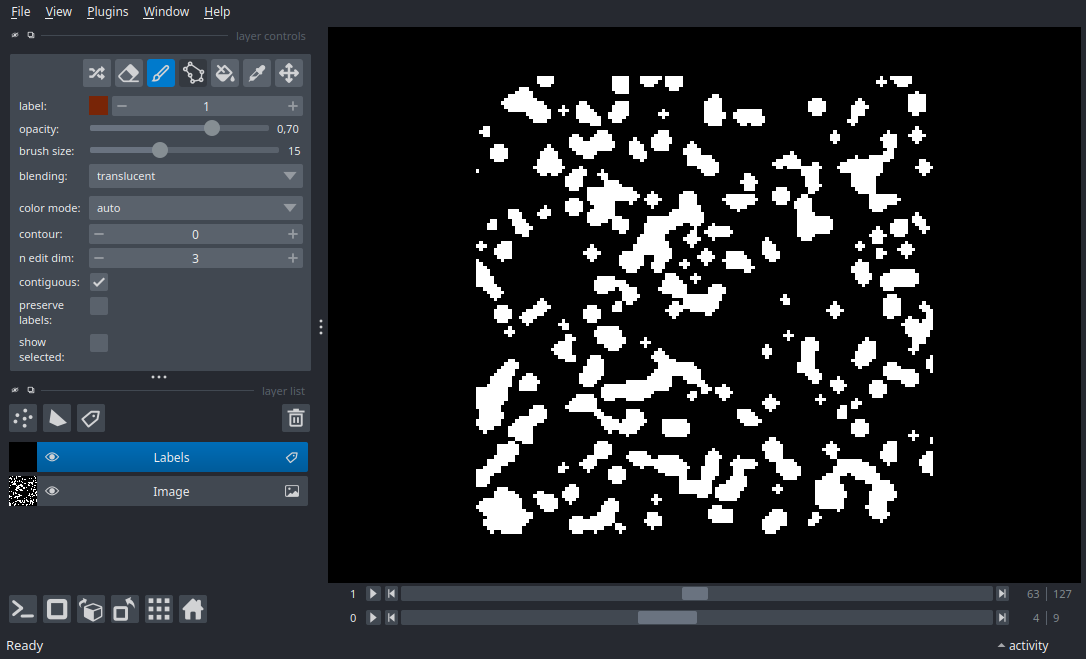 File View Plugins Window Help
layer controls
label: 1
opacity: 0,70
brush size: 15
blending: translucent
color mode: auto
contour: 0
n edit dim: 3
contiguous:
preserve
labels:
show
selected:
layer list
Labels
Image
1 63 | 127
0 4 | 9
Ready activity